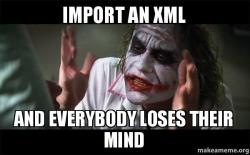 IMPORT AN XML
AND EVERYBODY LOSES THEIR
MIND
makeameme.org